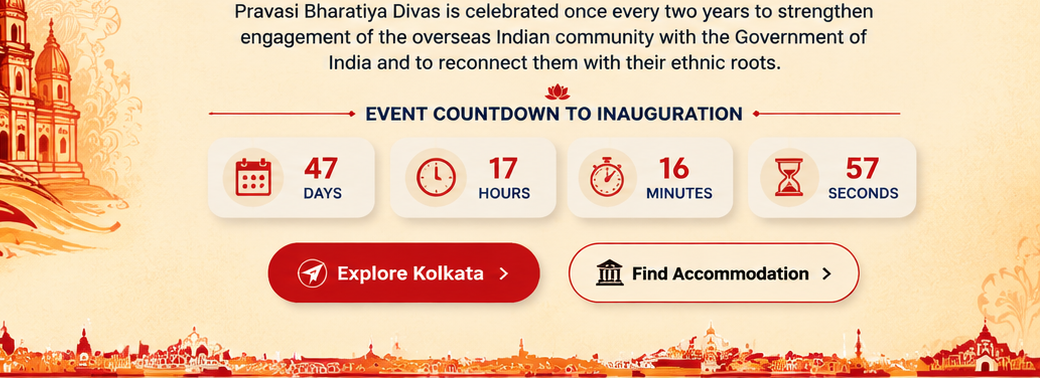 Pravasi Bharatiya Divas is celebrated once every two years to strengthen
engagement of the overseas Indian community with the Government of
India and to reconnect them with their ethnic roots.
EVENT COUNTDOWN TO INAUGURATION
47
DAYS
17
HOURS
16
MINUTES
57
SECONDS
Explore Kolkata
Find Accommodation